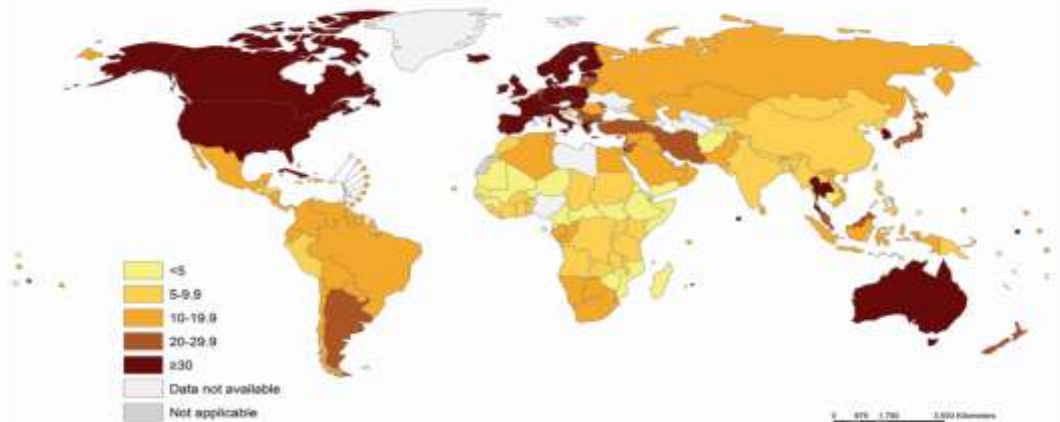 <5
5-9.9
10-19.9
20-29.9
≥30
Data not available
Not applicable
Kilometers